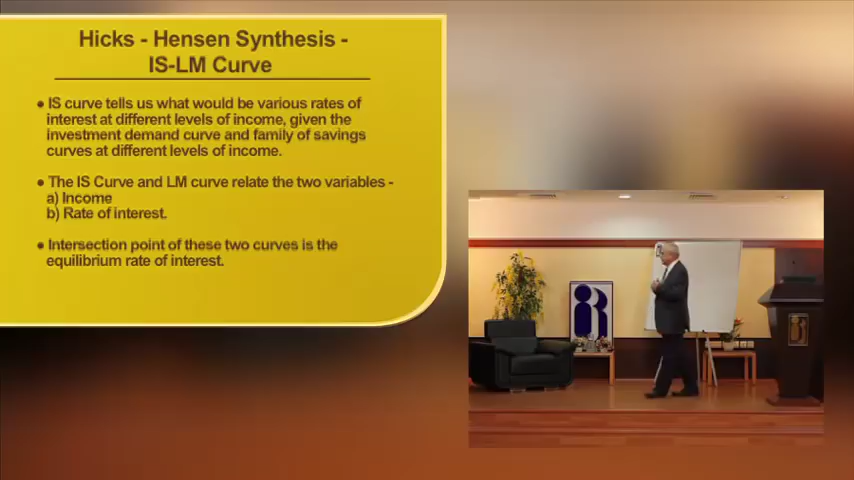 Hicks - Hensen Synthesis -
IS-LM Curve
• IS curve tells us what would be various rates of
interest at different levels of income, given the
investment demand curve and family of savings
curves at different levels of income.
• The IS Curve and LM curve relate the two variables -
a) Income
b) Rate of interest.
• Intersection point of these two curves is the
equilibrium rate of interest.